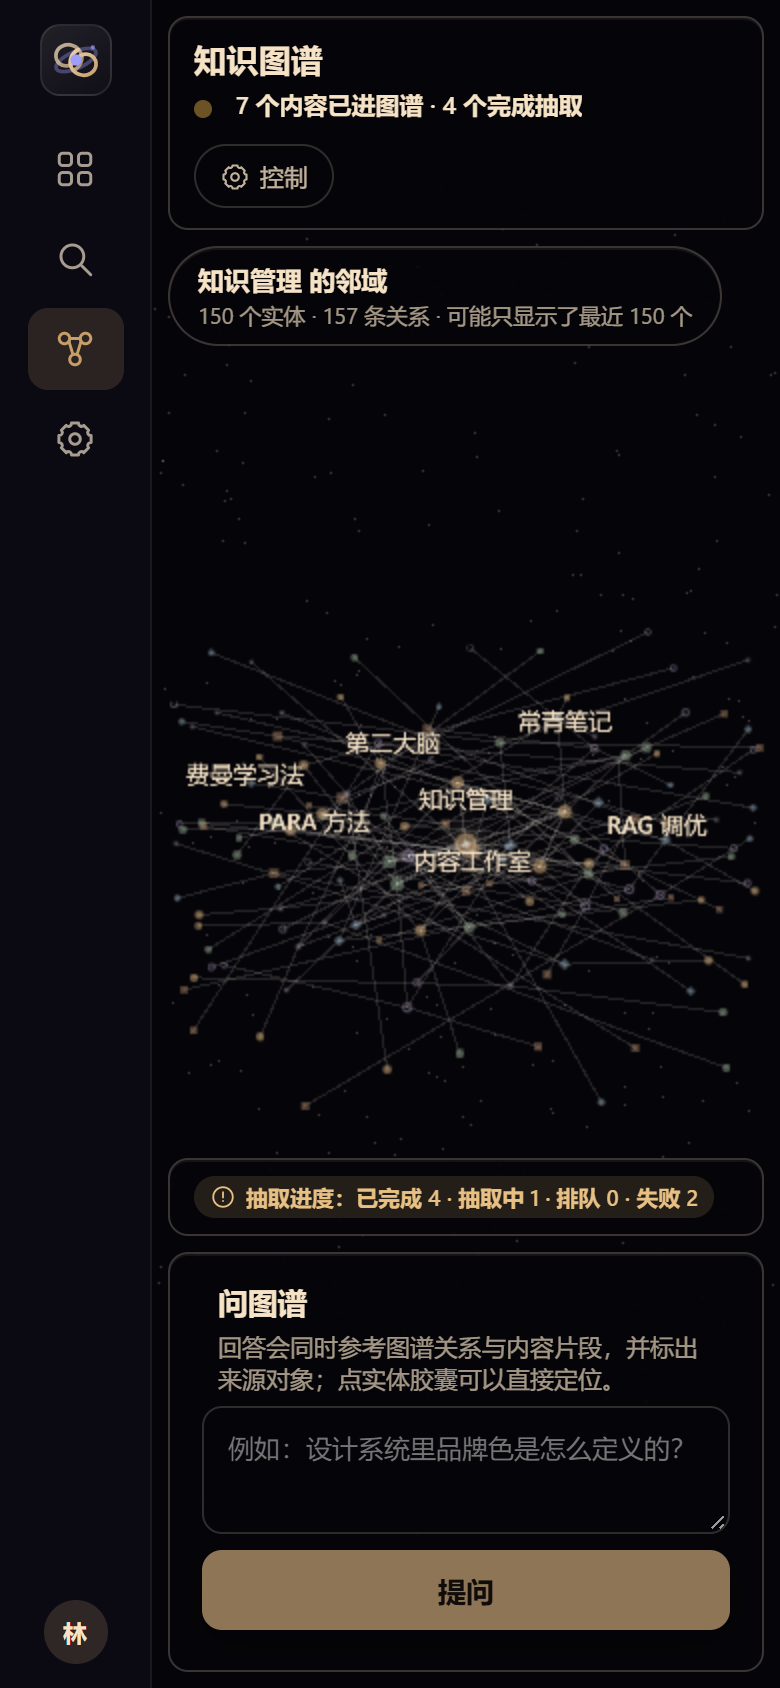 知识图谱
7 个内容已进图谱 · 4 个完成抽取
控制
知识管理 的邻域
150 个实体 · 157 条关系 · 可能只显示了最近 150 个
常青笔记
第二大脑
费曼学习法
知识管理
PARA 方法
RAG 调优
内容工作室
抽取进度：已完成 4 · 抽取中 1 · 排队 0 · 失败 2
问图谱
回答会同时参考图谱关系与内容片段，并标出
来源对象；点实体胶囊可以直接定位。
例如：设计系统里品牌色是怎么定义的？
提问
林